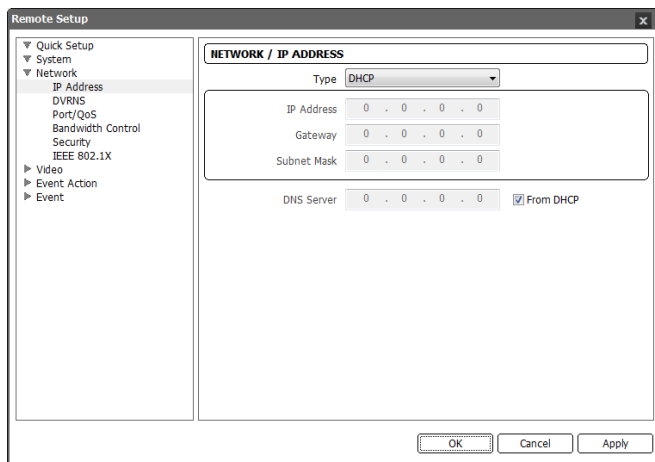 Remote Setup
x
Quick Setup
System
Network
IP Address
DVRNS
Port/QoS
Bandwidth Control
Security
IEEE 802.1X
Video
Event Action
Event
NETWORK / IP ADDRESS
Type DHCP
IP Address 0 . 0 . 0 . 0
Gateway 0 . 0 . 0 . 0
Subnet Mask 0 . 0 . 0 . 0
DNS Server 0 . 0 . 0 . 0 From DHCP
OK Cancel Apply